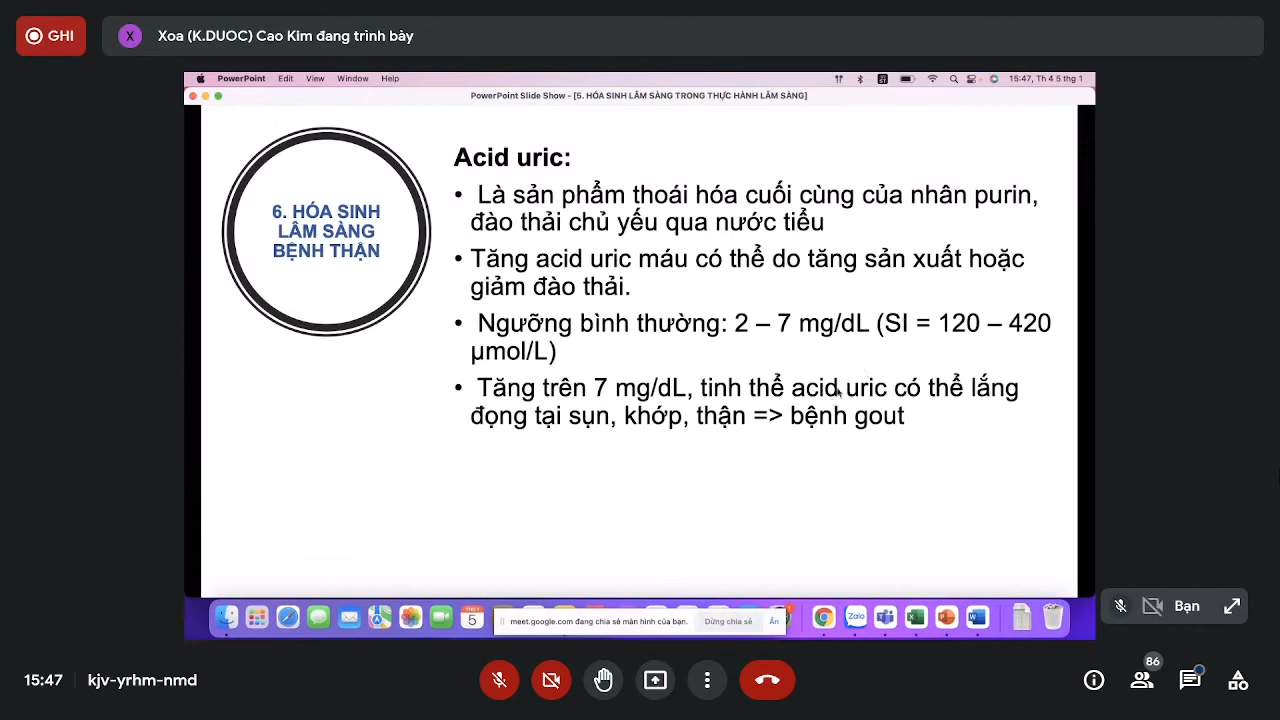 GHI
X
Xoa (K.DUOC) Cao Kim đang trình bày
PowerPoint Edit View Window Help
15:47, Th 4 5 thg 1
PowerPoint Slide Show - [5. HÓA SINH LÂM SÀNG TRONG THỰC HÀNH LÂM SÀNG]
6. HÓA SINH
LÂM SÀNG
BỆNH THẬN
Acid uric:
• Là sản phẩm thoái hóa cuối cùng của nhân purin,
đào thải chủ yếu qua nước tiểu
• Tăng acid uric máu có thể do tăng sản xuất hoặc
giảm đào thải.
• Ngưỡng bình thường: 2 – 7 mg/dL (SI = 120 – 420
µmol/L)
• Tăng trên 7 mg/dL, tinh thể acid uric có thể lắng
đọng tại sụn, khớp, thận => bệnh gout
5
meet.google.com đang chia sẻ màn hình của bạn. Dừng chia sẻ Ẩn
Zalo
Bạn
15:47 kjv-yrhm-nmd
86